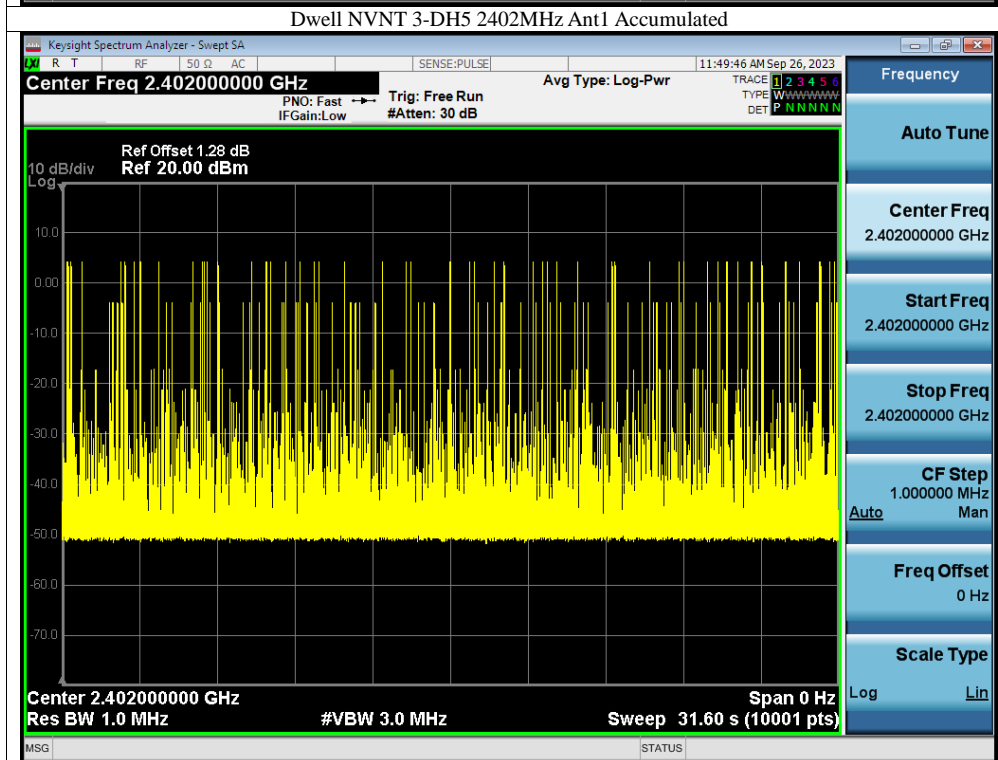 Dwell NVNT 3-DH5 2402MHz Ant1 Accumulated
Keysight Spectrum Analyzer - Swept SA
LXI R T RF 50 Ω AC SENSE:PULSE 11:49:46 AM Sep 26, 2023
Center Freq 2.402000000 GHz Avg Type: Log-Pwr TRACE 1 2 3 4 5 6
PNO: Fast Trig: Free Run TYPE WWWWWW
IFGain:Low #Atten: 30 dB DET P N N N N N
Ref Offset 1.28 dB
10 dB/div Ref 20.00 dBm
Log
10.0
0.00
-10.0
-20.0
-30.0
-40.0
-50.0
-60.0
-70.0
Center 2.402000000 GHz Span 0 Hz
Res BW 1.0 MHz #VBW 3.0 MHz Sweep 31.60 s (10001 pts)
MSG STATUS
Frequency
Auto Tune
Center Freq
2.402000000 GHz
Start Freq
2.402000000 GHz
Stop Freq
2.402000000 GHz
CF Step
1.000000 MHz
Auto Man
Freq Offset
0 Hz
Scale Type
Log Lin